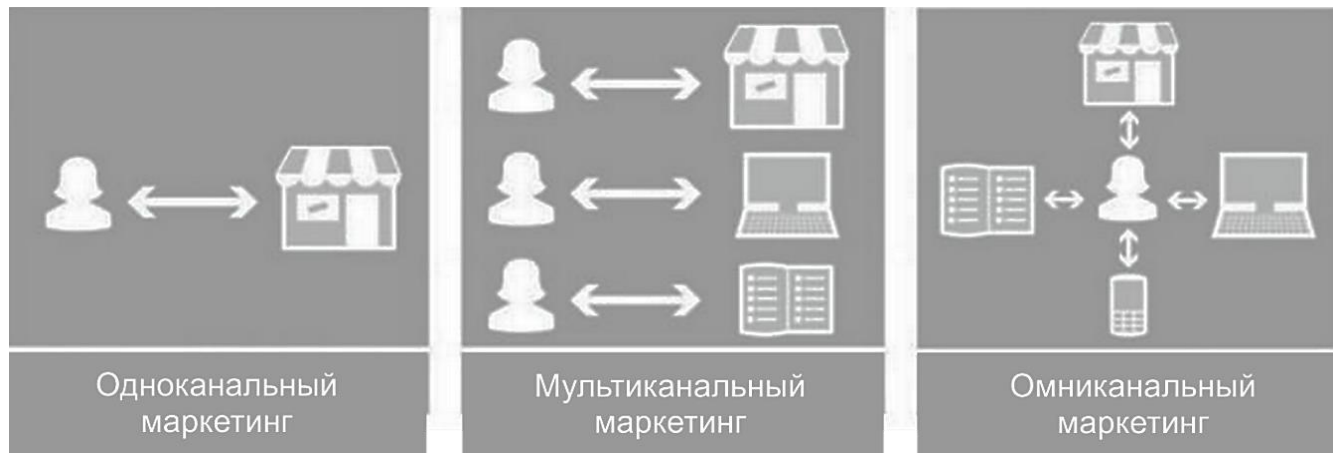 Одноканальный
маркетинг
Мультиканальный
маркетинг
Омниканальный
маркетинг